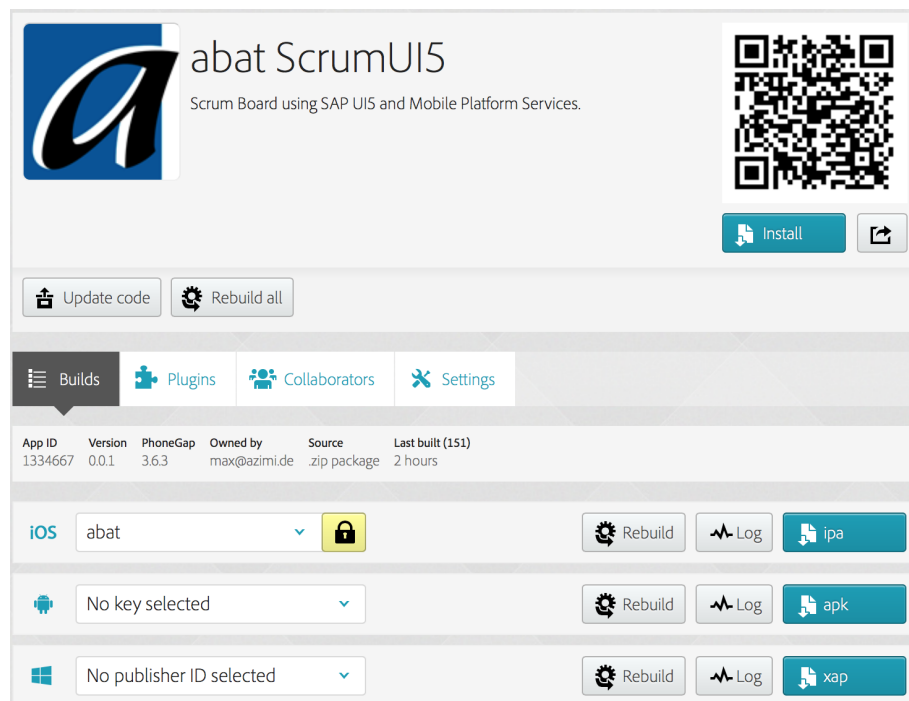 abat ScrumUI5
Scrum Board using SAP UI5 and Mobile Platform Services.
Install
Update code
Rebuild all
Builds
Plugins
Collaborators
Settings
App ID Version PhoneGap Owned by Source Last built (151)
1334667 0.0.1 3.6.3 max@azimi.de .zip package 2 hours
iOS abat Rebuild Log ipa
No key selected Rebuild Log apk
No publisher ID selected Rebuild Log xap